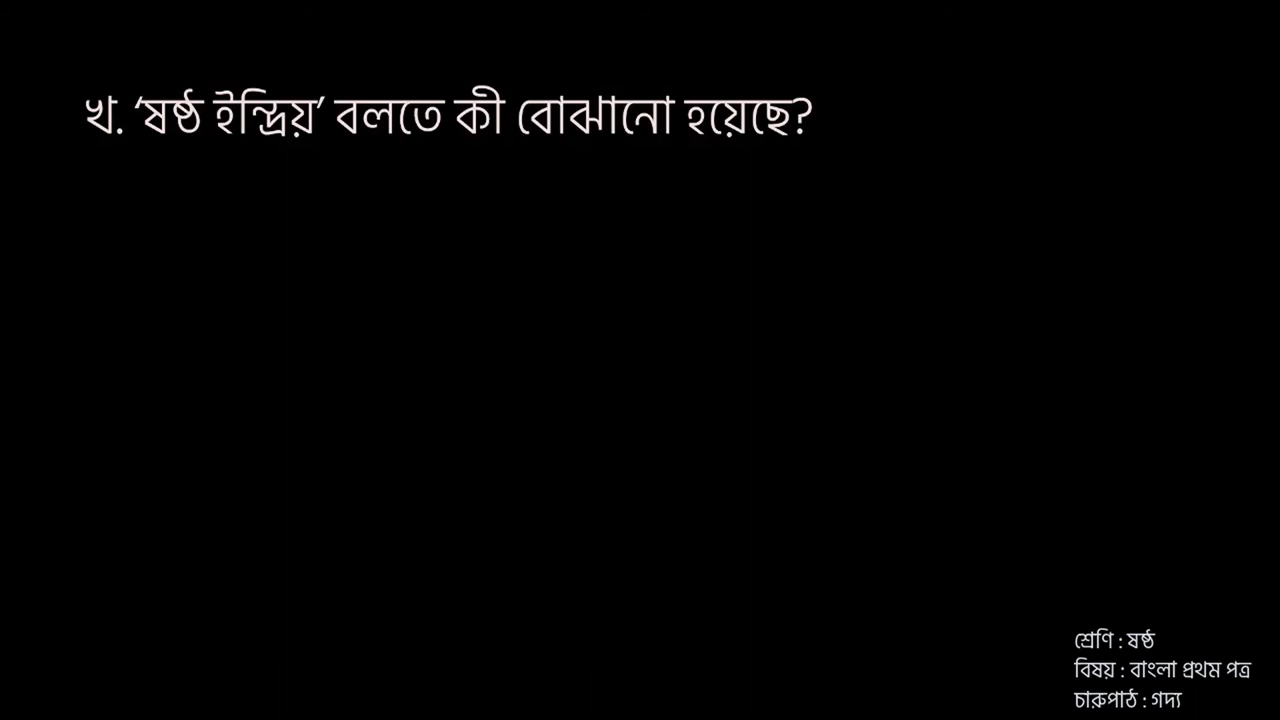 খ. ‘ষষ্ঠ ইন্দ্রিয়’ বলতে কী বোঝানো হয়েছে?
শ্রেণি : ষষ্ঠ
বিষয় : বাংলা প্রথম পত্র
চারুপাঠ : গদ্য